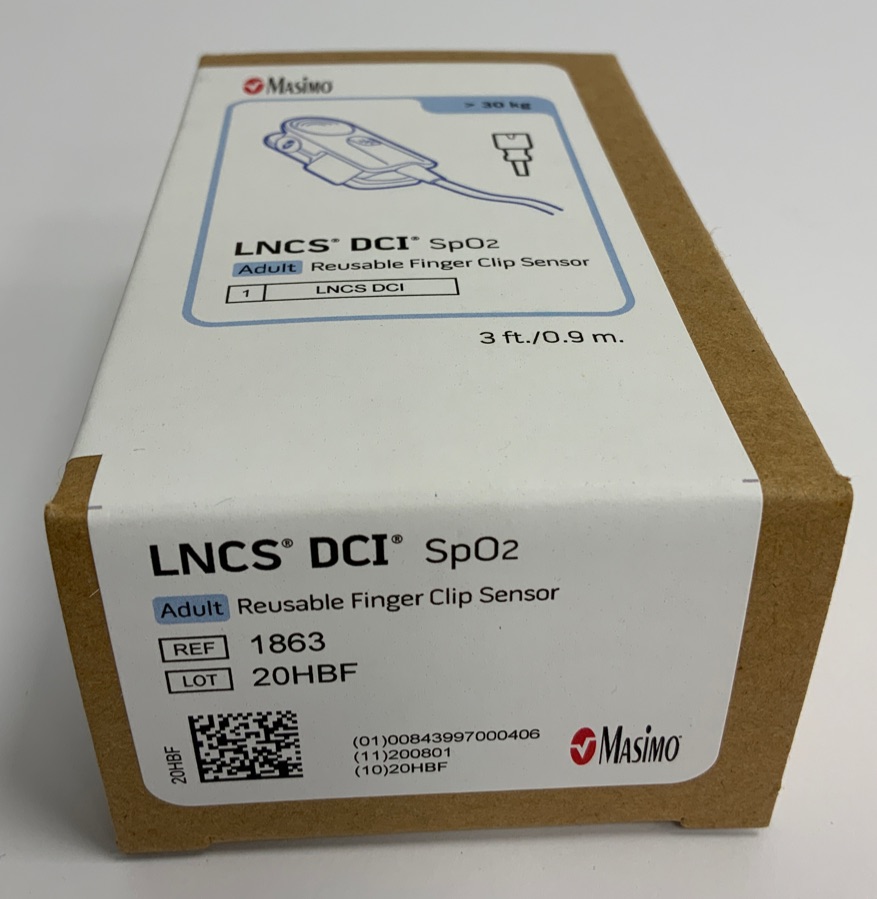 MASIMO
> 30 kg
LNCS® DCI® SpO2
Adult Reusable Finger Clip Sensor
1 LNCS DCI
3 ft./0.9 m.
LNCS® DCI® SpO2
Adult Reusable Finger Clip Sensor
REF 1863
LOT 20HBF
20HBF
(01)00843997000406
(11)200801
(10)20HBF
MASIMO